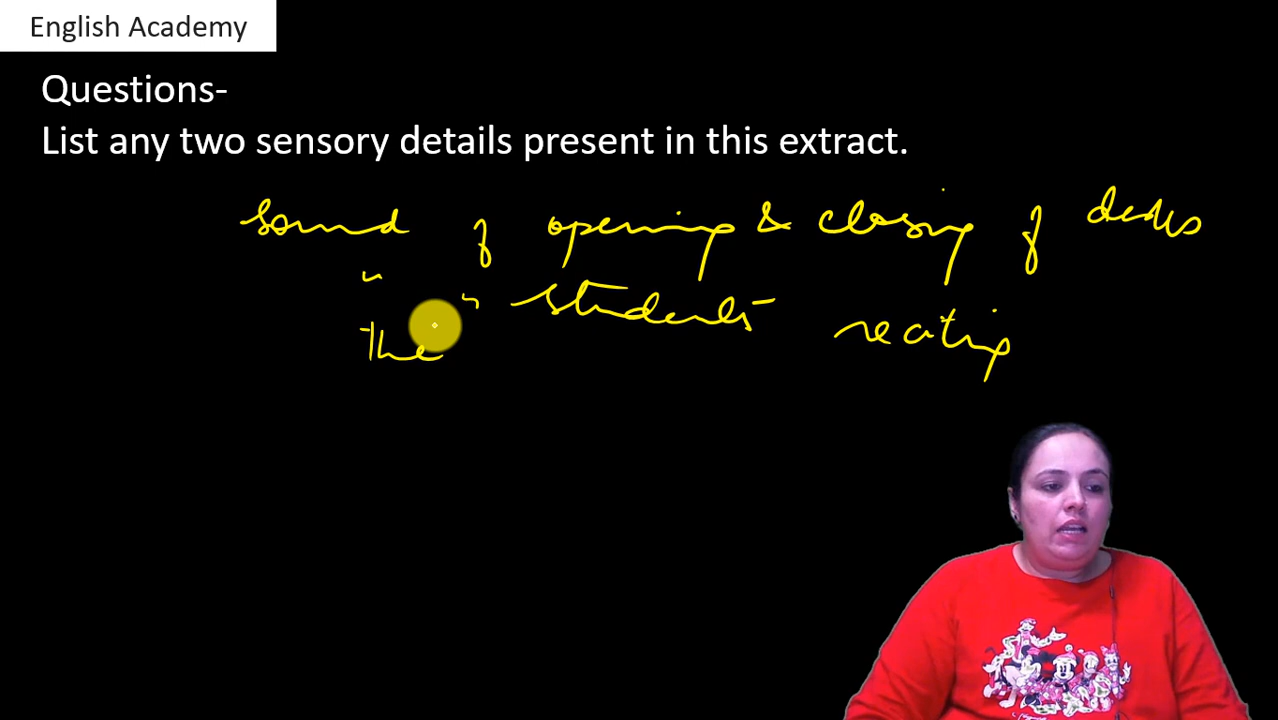 English Academy
Questions-
List any two sensory details present in this extract.
sound of opening & closing of desks
" " students reciting
The